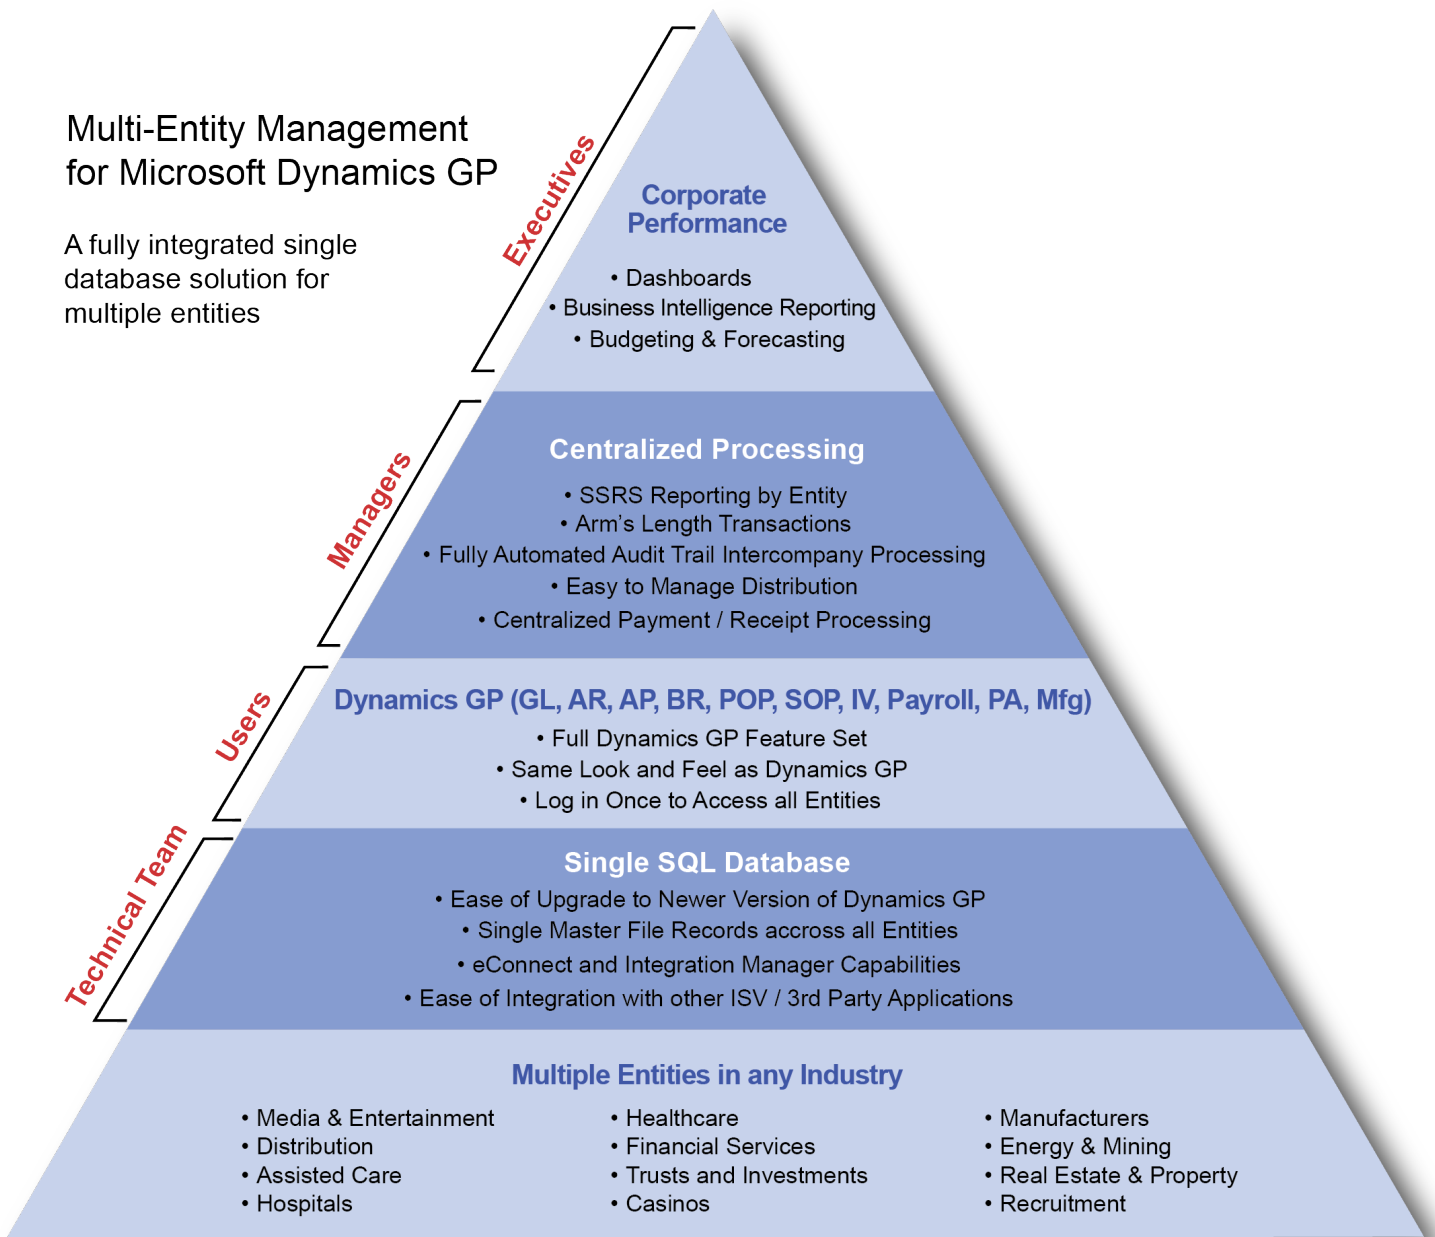 Multi-Entity Management
for Microsoft Dynamics GP
A fully integrated single
database solution for
multiple entities
Executives
Corporate
Performance
• Dashboards
• Business Intelligence Reporting
• Budgeting & Forecasting
Managers
Centralized Processing
• SSRS Reporting by Entity
• Arm’s Length Transactions
• Fully Automated Audit Trail Intercompany Processing
• Easy to Manage Distribution
• Centralized Payment / Receipt Processing
Users
Dynamics GP (GL, AR, AP, BR, POP, SOP, IV, Payroll, PA, Mfg)
• Full Dynamics GP Feature Set
• Same Look and Feel as Dynamics GP
• Log in Once to Access all Entities
Technical Team
Single SQL Database
• Ease of Upgrade to Newer Version of Dynamics GP
• Single Master File Records accross all Entities
• eConnect and Integration Manager Capabilities
• Ease of Integration with other ISV / 3rd Party Applications
Multiple Entities in any Industry
• Media & Entertainment
• Distribution
• Assisted Care
• Hospitals
• Healthcare
• Financial Services
• Trusts and Investments
• Casinos
• Manufacturers
• Energy & Mining
• Real Estate & Property
• Recruitment